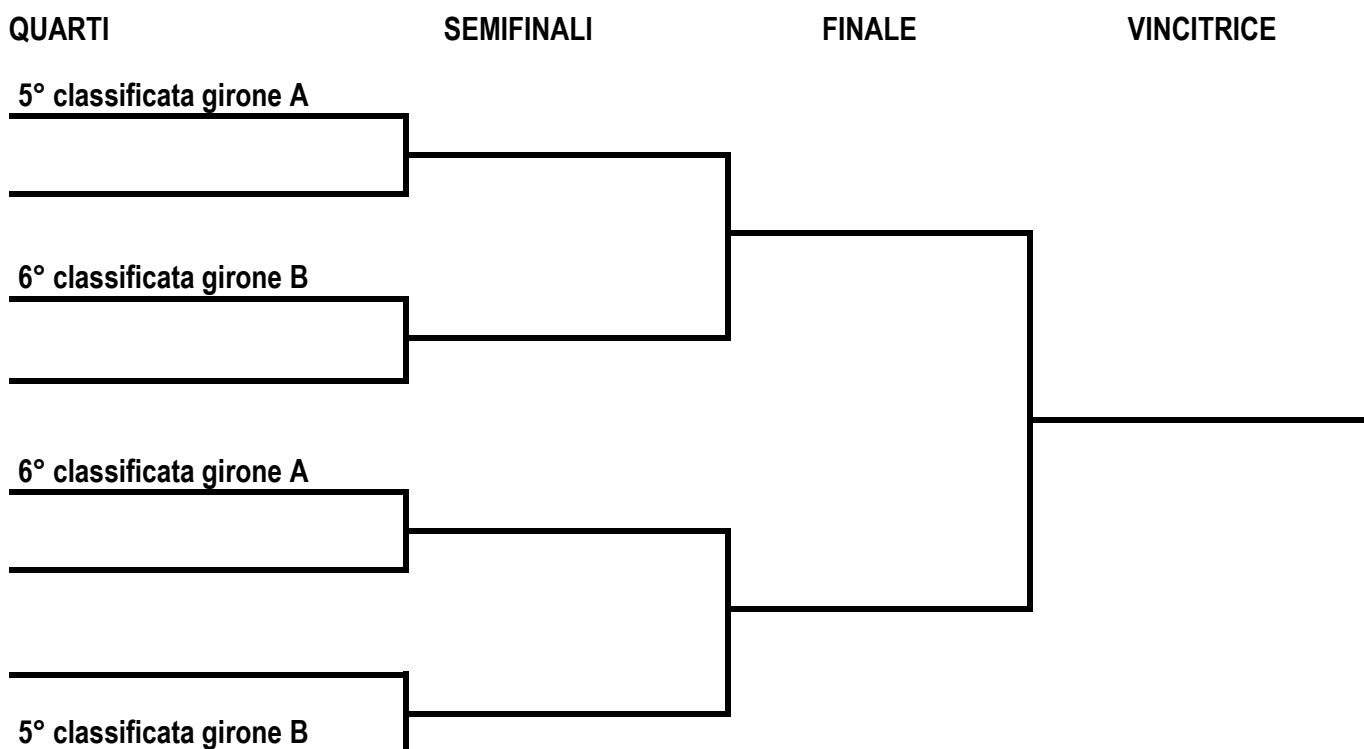 QUARTI SEMIFINALI FINALE VINCITRICE
5° classificata girone A
6° classificata girone B
6° classificata girone A
5° classificata girone B